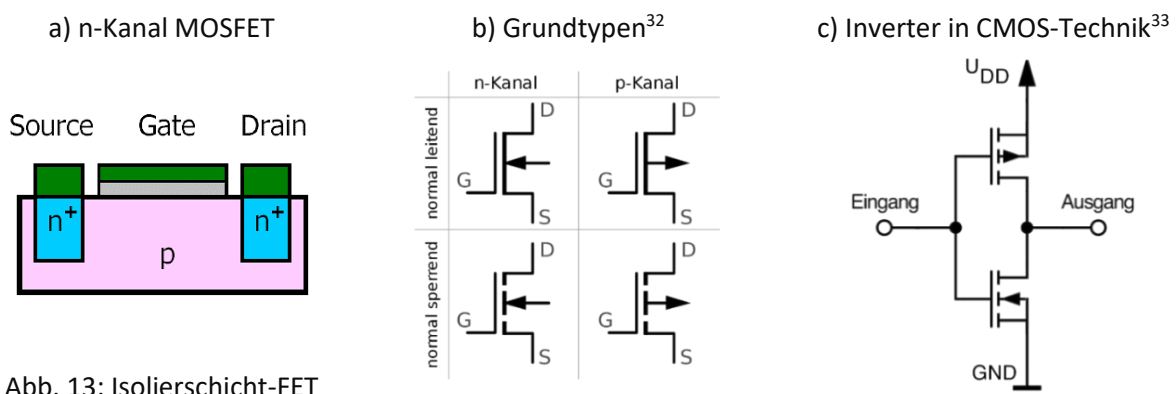 a) n-Kanal MOSFET
b) Grundtypen³²
c) Inverter in CMOS-Technik³³
Source Gate Drain
n⁺ n⁺
p
n-Kanal p-Kanal
normal leitend
D D
G G
S S
normal sperrend
D D
G G
S S
U_DD
Eingang Ausgang
GND
Abb. 13: Isolierschicht-FET